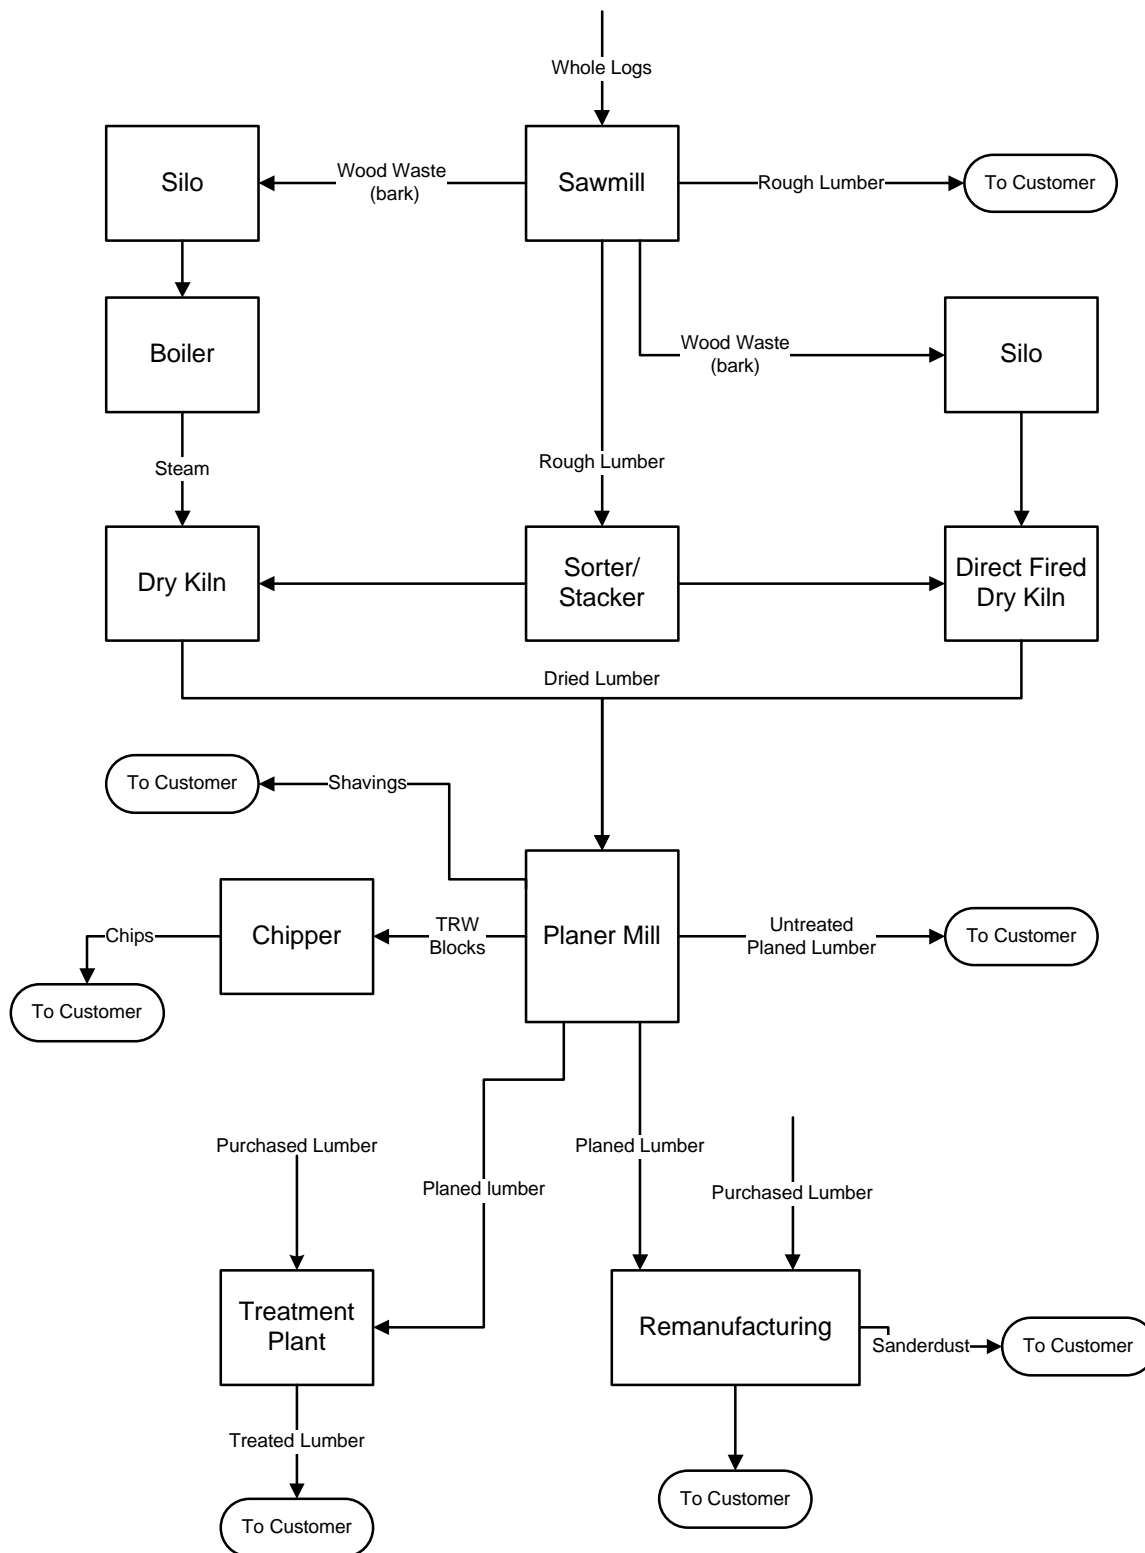 Whole Logs
Silo
Wood Waste
(bark)
Sawmill
Rough Lumber
To Customer
Boiler
Wood Waste
(bark)
Silo
Steam
Rough Lumber
Dry Kiln
Sorter/
Stacker
Direct Fired
Dry Kiln
Dried Lumber
To Customer
Shavings
Chips
Chipper
TRW
Blocks
Planer Mill
Untreated
Planed Lumber
To Customer
To Customer
Purchased Lumber
Planed lumber
Planed Lumber
Purchased Lumber
Treatment
Plant
Remanufacturing
Sanderdust
To Customer
Treated Lumber
To Customer
To Customer